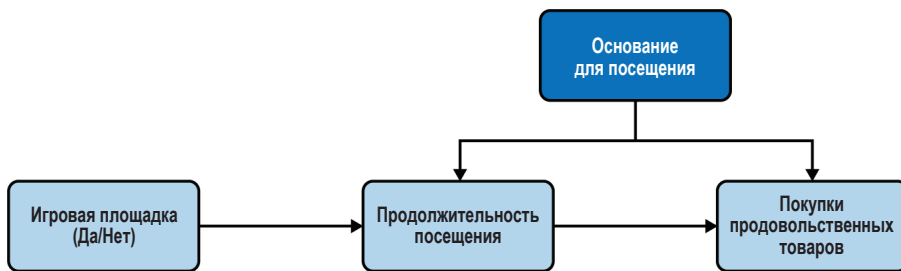 Основание
для посещения
Игровая площадка
(Да/Нет)
Продолжительность
посещения
Покупки
продовольственных
товаров